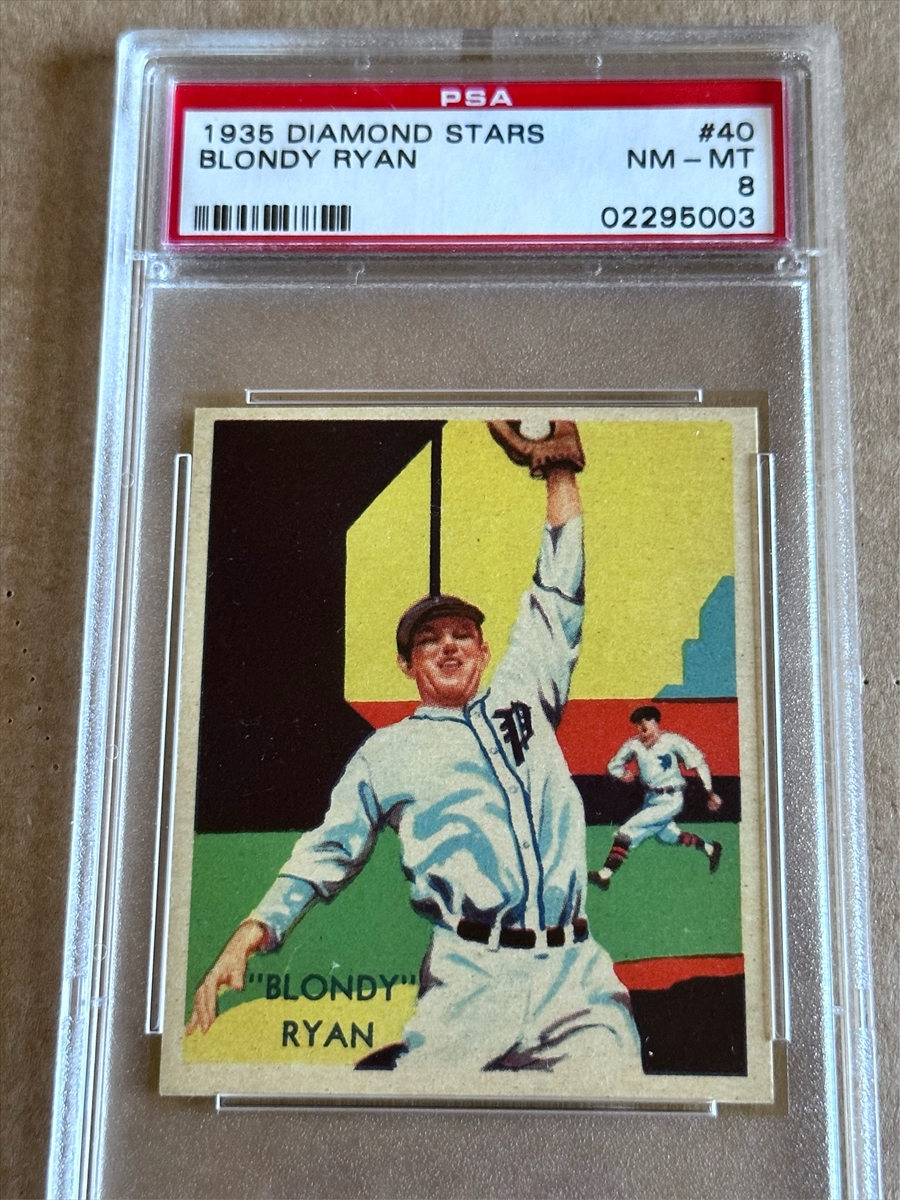 PSA
1935 DIAMOND STARS #40
BLONDY RYAN NM - MT
8
02295003
P
"BLONDY"
RYAN